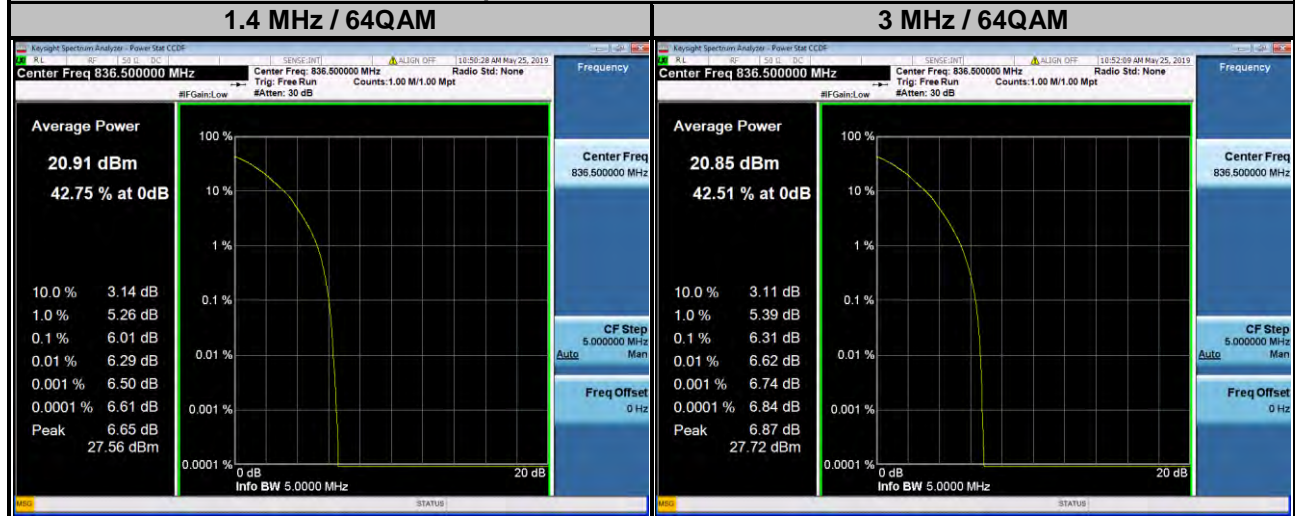 1.4 MHz / 64QAM
Keysight Spectrum Analyzer - Power Stat CCDF
RL RF 50 Ω DC SENSE:INT ALIGN OFF 10:50:28 AM May 25, 2019
Center Freq 836.500000 MHz
Center Freq: 836.500000 MHz Radio Std: None
Trig: Free Run Counts:1.00 M/1.00 Mpt
#IFGain:Low #Atten: 30 dB
Frequency
Average Power
20.91 dBm
42.75 % at 0dB
10.0 % 3.14 dB
1.0 % 5.26 dB
0.1 % 6.01 dB
0.01 % 6.29 dB
0.001 % 6.50 dB
0.0001 % 6.61 dB
Peak 6.65 dB
27.56 dBm
100 %
10 %
1 %
0.1 %
0.01 %
0.001 %
0.0001 %
0 dB 20 dB
Info BW 5.0000 MHz
Center Freq
836.500000 MHz
CF Step
5.000000 MHz
Auto Man
Freq Offset
0 Hz
MSG STATUS
3 MHz / 64QAM
Keysight Spectrum Analyzer - Power Stat CCDF
RL RF 50 Ω DC SENSE:INT ALIGN OFF 10:52:09 AM May 25, 2019
Center Freq 836.500000 MHz
Center Freq: 836.500000 MHz Radio Std: None
Trig: Free Run Counts:1.00 M/1.00 Mpt
#IFGain:Low #Atten: 30 dB
Frequency
Average Power
20.85 dBm
42.51 % at 0dB
10.0 % 3.11 dB
1.0 % 5.39 dB
0.1 % 6.31 dB
0.01 % 6.62 dB
0.001 % 6.74 dB
0.0001 % 6.84 dB
Peak 6.87 dB
27.72 dBm
100 %
10 %
1 %
0.1 %
0.01 %
0.001 %
0.0001 %
0 dB 20 dB
Info BW 5.0000 MHz
Center Freq
836.500000 MHz
CF Step
5.000000 MHz
Auto Man
Freq Offset
0 Hz
MSG STATUS